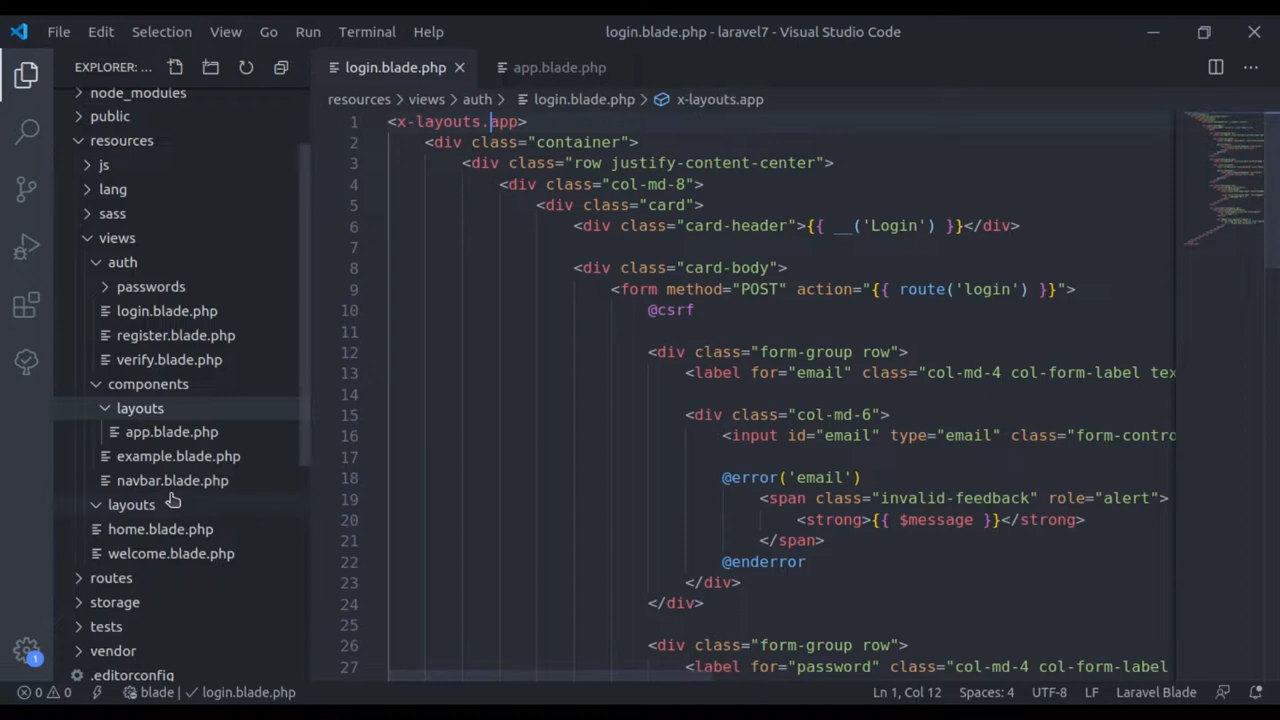 File Edit Selection View Go Run Terminal Help login.blade.php - laravel7 - Visual Studio Code
EXPLORER: ...
node_modules
public
resources
js
lang
sass
views
auth
passwords
login.blade.php
register.blade.php
verify.blade.php
components
layouts
app.blade.php
example.blade.php
navbar.blade.php
layouts
home.blade.php
welcome.blade.php
routes
storage
tests
vendor
.editorconfig
login.blade.php app.blade.php
resources > views > auth > login.blade.php > x-layouts.app
1 <x-layouts.app>
2 <div class="container">
3 <div class="row justify-content-center">
4 <div class="col-md-8">
5 <div class="card">
6 <div class="card-header">{{ __('Login') }}</div>
7
8 <div class="card-body">
9 <form method="POST" action="{{ route('login') }}">
10 @csrf
11
12 <div class="form-group row">
13 <label for="email" class="col-md-4 col-form-label tex
14
15 <div class="col-md-6">
16 <input id="email" type="email" class="form-contro
17
18 @error('email')
19 <span class="invalid-feedback" role="alert">
20 <strong>{{ $message }}</strong>
21 </span>
22 @enderror
23 </div>
24 </div>
25
26 <div class="form-group row">
27 <label for="password" class="col-md-4 col-form-label
1
0 0 blade | ✓ login.blade.php Ln 1, Col 12 Spaces: 4 UTF-8 LF Laravel Blade